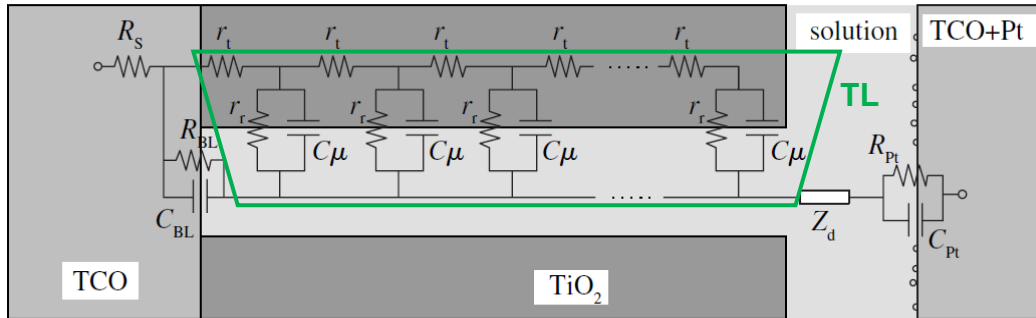 R_S
r_t
r_t
r_t
r_t
r_t
solution
TCO+Pt
TL
r_r
r_r
r_r
r_r
Cμ
Cμ
Cμ
Cμ
R_BL
C_BL
R_Pt
Z_d
C_Pt
TCO
TiO₂